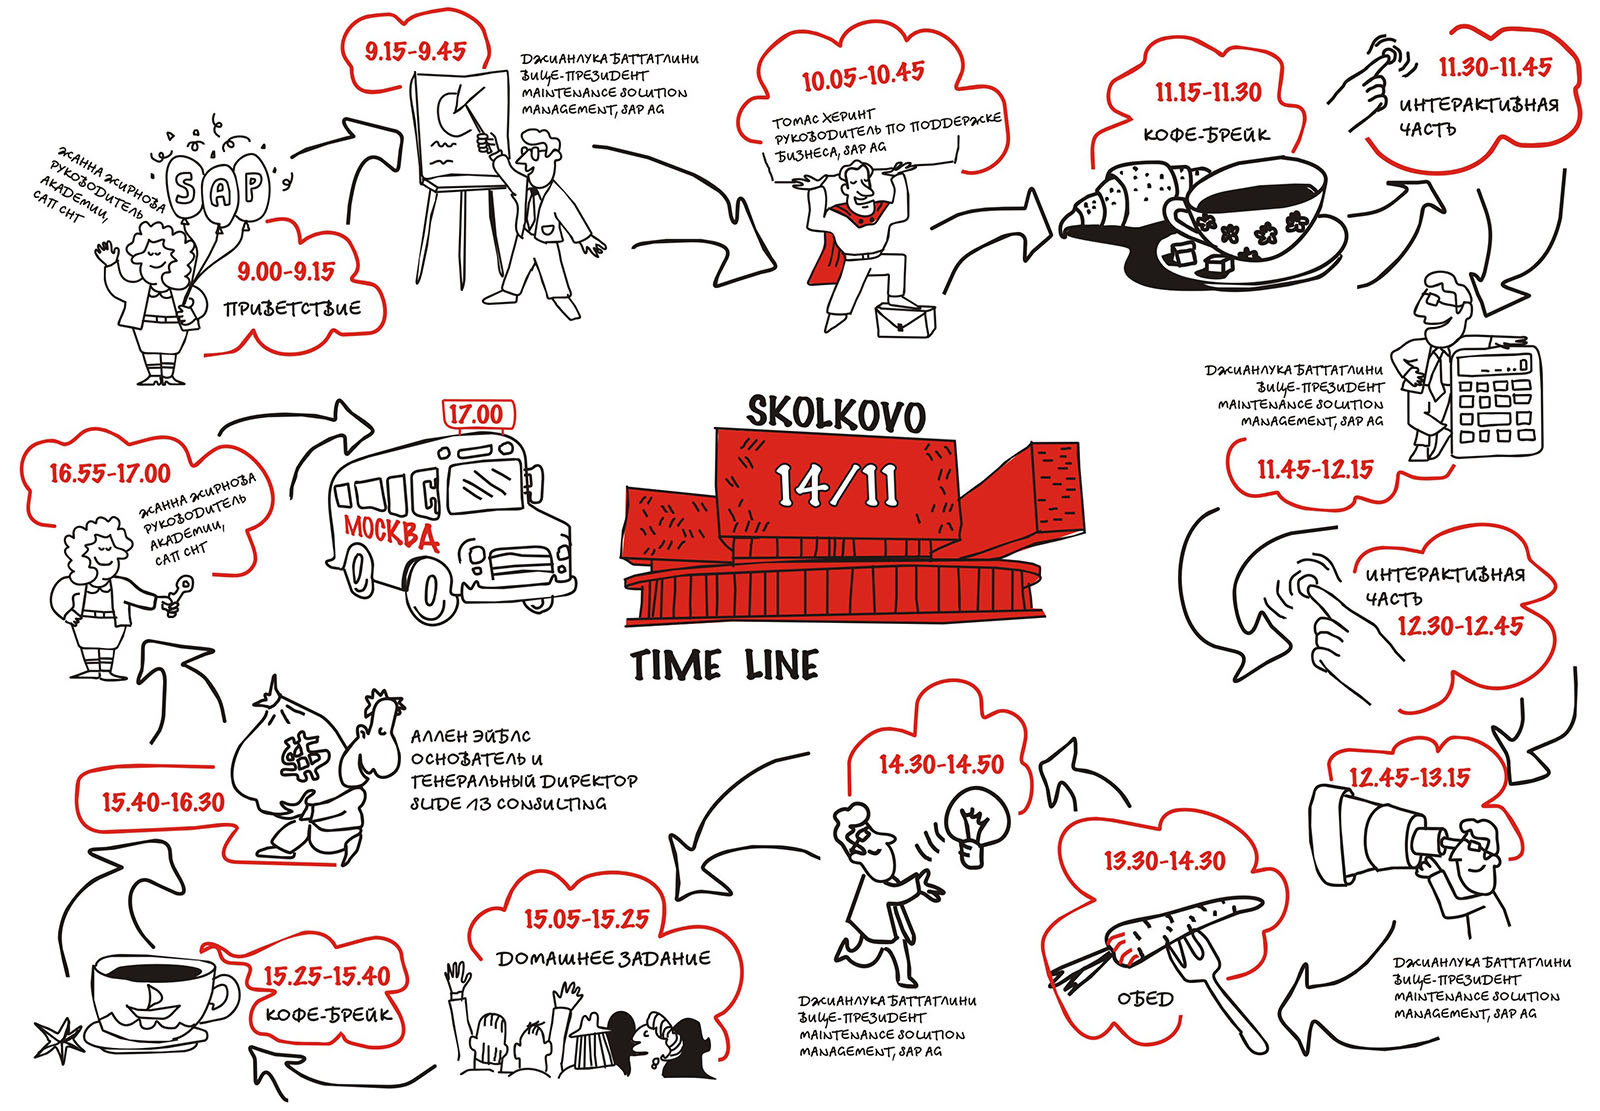 ЖАННА ЖИРНОВА
РУКОВОДИТЕЛЬ
АКАДЕМИИ,
САП СНГ
SAP
9.00-9.15
ПРИВЕТСТВИЕ
9.15-9.45
ДЖИАНЛУКА БАТТАГЛИНИ
ВИЦЕ-ПРЕЗИДЕНТ
MAINTENANCE SOLUTION
MANAGEMENT, SAP AG
10.05-10.45
ТОМАС ХЕРИНГ
РУКОВОДИТЕЛЬ ПО ПОДДЕРЖКЕ
БИЗНЕСА, SAP AG
11.15-11.30
КОФЕ-БРЕЙК
11.30-11.45
ИНТЕРАКТИВНАЯ
ЧАСТЬ
ДЖИАНЛУКА БАТТАГЛИНИ
ВИЦЕ-ПРЕЗИДЕНТ
MAINTENANCE SOLUTION
MANAGEMENT, SAP AG
11.45-12.15
ИНТЕРАКТИВНАЯ
ЧАСТЬ
12.30-12.45
12.45-13.15
ДЖИАНЛУКА БАТТАГЛИНИ
ВИЦЕ-ПРЕЗИДЕНТ
MAINTENANCE SOLUTION
MANAGEMENT, SAP AG
13.30-14.30
ОБЕД
14.30-14.50
ДЖИАНЛУКА БАТТАГЛИНИ
ВИЦЕ-ПРЕЗИДЕНТ
MAINTENANCE SOLUTION
MANAGEMENT, SAP AG
15.05-15.25
ДОМАШНЕЕ ЗАДАНИЕ
15.25-15.40
КОФЕ-БРЕЙК
15.40-16.30
$
АЛЛЕН ЭЙБЛС
ОСНОВАТЕЛЬ И
ГЕНЕРАЛЬНЫЙ ДИРЕКТОР
SLIDE 13 CONSULTING
16.55-17.00
ЖАННА ЖИРНОВА
РУКОВОДИТЕЛЬ
АКАДЕМИИ,
САП СНГ
17.00
МОСКВА
SKOLKOVO
14/11
TIME LINE